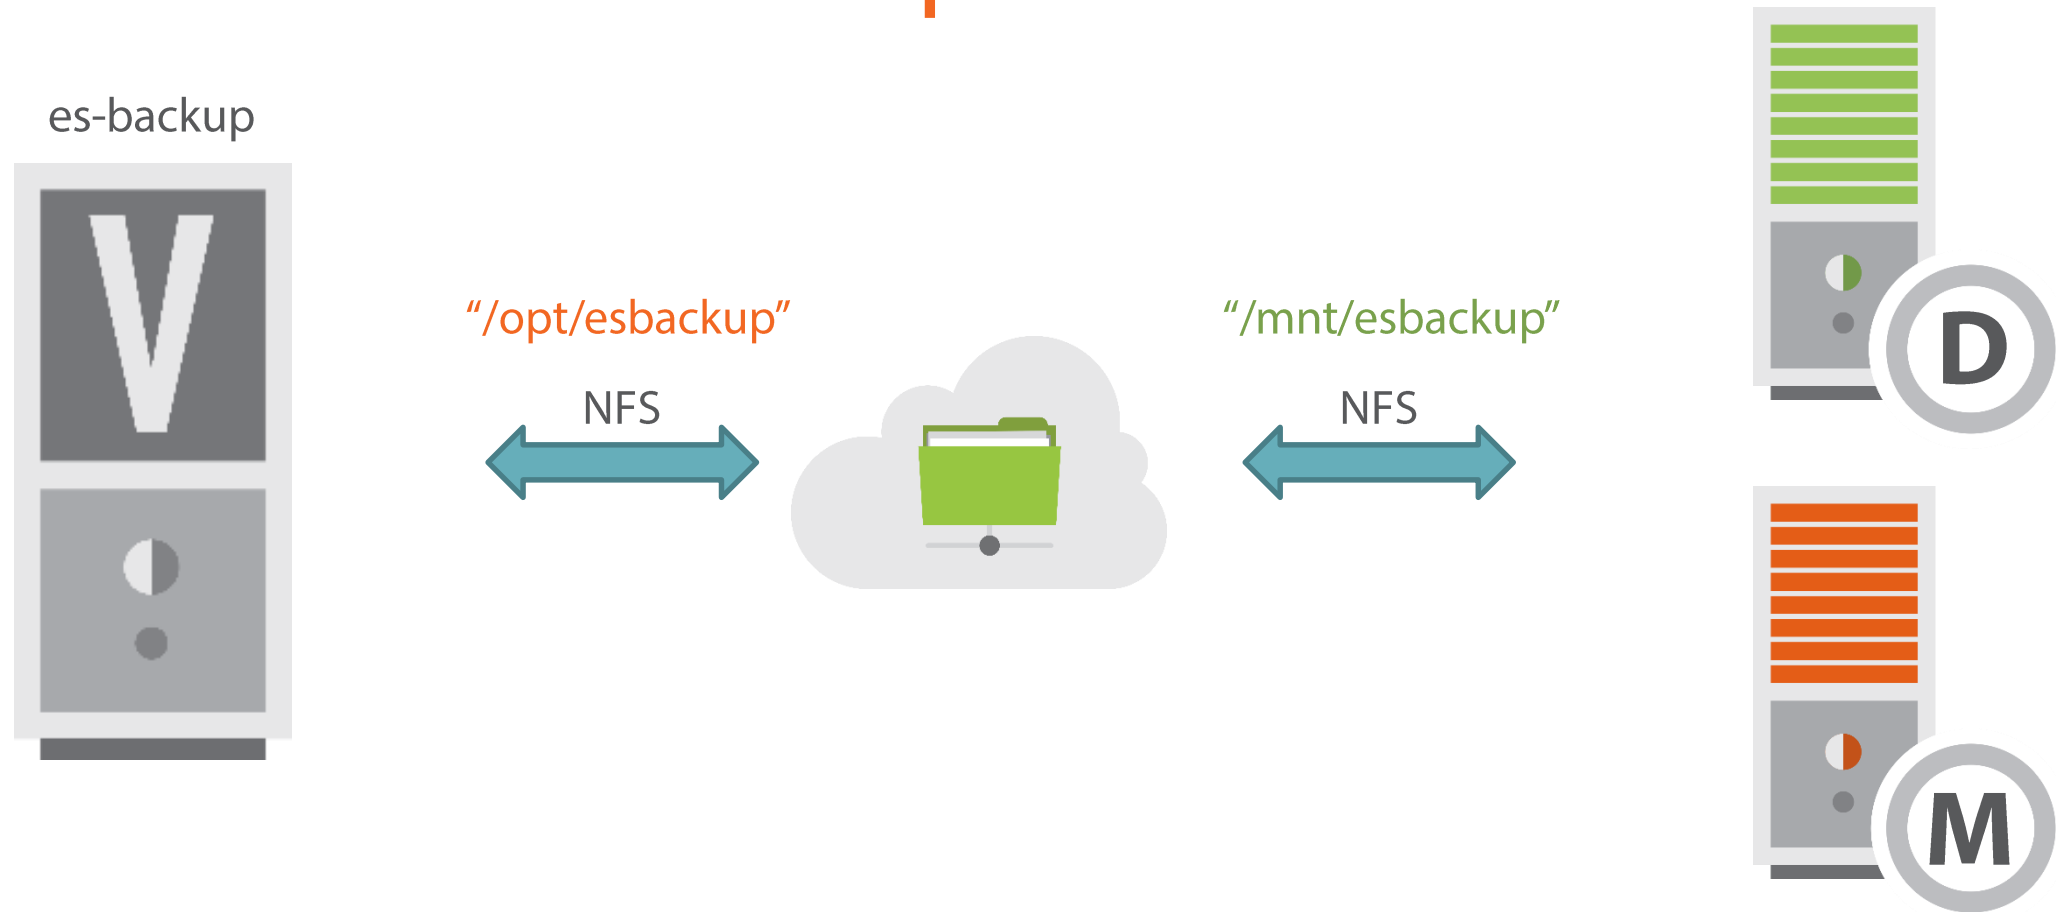 es-backup
V
“/opt/esbackup”
NFS
“/mnt/esbackup”
NFS
D
M